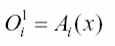 O_i^1 = A_i(x)